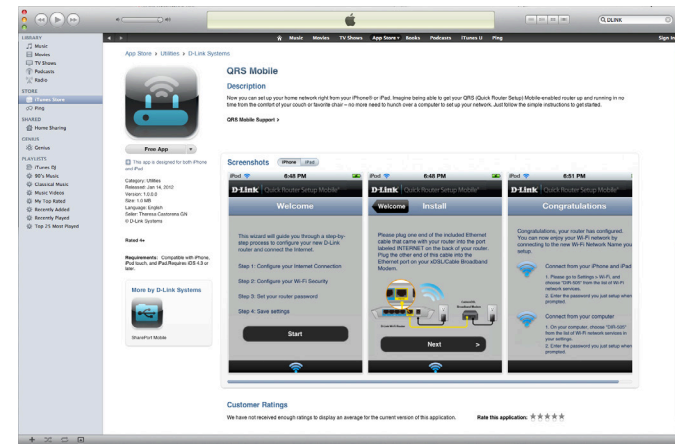 DLINK
LIBRARY
Music
Movies
TV Shows
Podcasts
Radio
STORE
iTunes Store
Ping
SHARED
Home Sharing
GENIUS
Genius
PLAYLISTS
iTunes DJ
90's Music
Classical Music
Music Videos
My Top Rated
Recently Added
Recently Played
Top 25 Most Played
Music Movies TV Shows App Store Books Podcasts iTunes U Ping
Sign In
App Store > Utilities > D-Link Systems
Free App
This app is designed for both iPhone
and iPad
Category: Utilities
Released: Jan 14, 2012
Version: 1.0.0.0
Size: 1.0 MB
Language: English
Seller: Theresa Castorena GN
© D-Link Systems
Rated 4+
Requirements: Compatible with iPhone,
iPod touch, and iPad.Requires iOS 4.3 or
later.
More by D-Link Systems
SharePort Mobile
QRS Mobile
Description
Now you can set up your home network right from your iPhone® or iPad. Imagine being able to get your QRS (Quick Router Setup) Mobile-enabled router up and running in no
time from the comfort of your couch or favorite chair – no more need to hunch over a computer to set up your network. Just follow the simple instructions to get started.
QRS Mobile Support >
Screenshots iPhone iPad
iPod 6:48 PM
D-Link Quick Router Setup Mobile
Welcome
This wizard will guide you through a step-by-
step process to configure your new D-Link
router and connect the Internet.
Step 1: Configure your Internet Connection
Step 2: Configure your Wi-Fi Security
Step 3: Set your router password
Step 4: Save settings
Start
iPod 6:48 PM
D-Link Quick Router Setup Mobile
Welcome Install
Please plug one end of the included Ethernet
cable that came with your router into the port
labeled INTERNET on the back of your router.
Plug the other end of this cable into the
Ethernet port on your xDSL/Cable Broadband
Modem.
Next >
iPod 6:51 PM
D-Link Quick Router Setup Mobile
Congratulations
Congratulations, your router has configured.
You can now enjoy your Wi-Fi network by
connecting to the new Wi-Fi Network Name you
setup.
Connect from your iPhone and iPad
1. Please go to Settings > Wi-Fi, and
choose "DIR-505" from the list of Wi-Fi
network services.
2. Enter the password you just setup when
prompted.
Connect from your computer
1. On your computer, choose "DIR-505"
from the list of Wi-Fi network services in
your settings.
2. Enter the password you just setup when
prompted.
Customer Ratings
We have not received enough ratings to display an average for the current version of this application.
Rate this application: